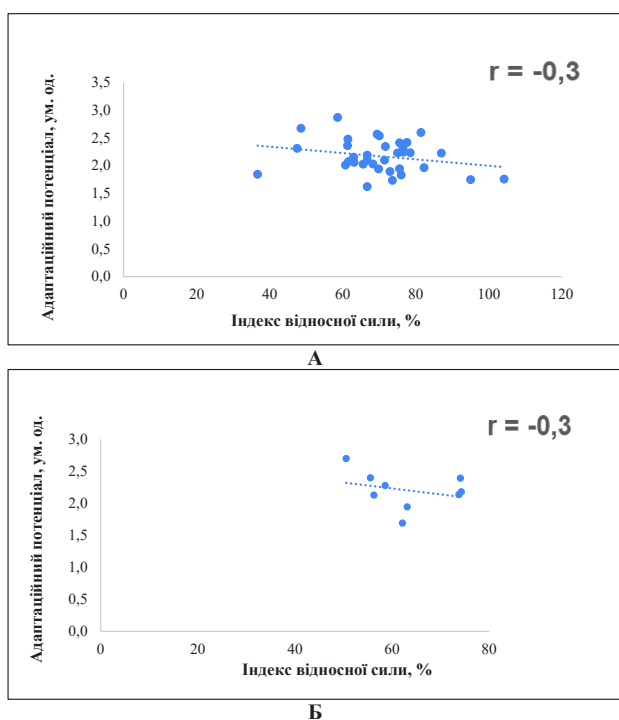 r = -0,3
Адаптаційний потенціал, ум. од.
3,5
3,0
2,5
2,0
1,5
1,0
0,5
0,0
0 20 40 60 80 100 120
Індекс відносної сили, %
А
r = -0,3
Адаптаційний потенціал, ум. од.
3,0
2,5
2,0
1,5
1,0
0,5
0,0
0 20 40 60 80
Індекс відносної сили, %
Б